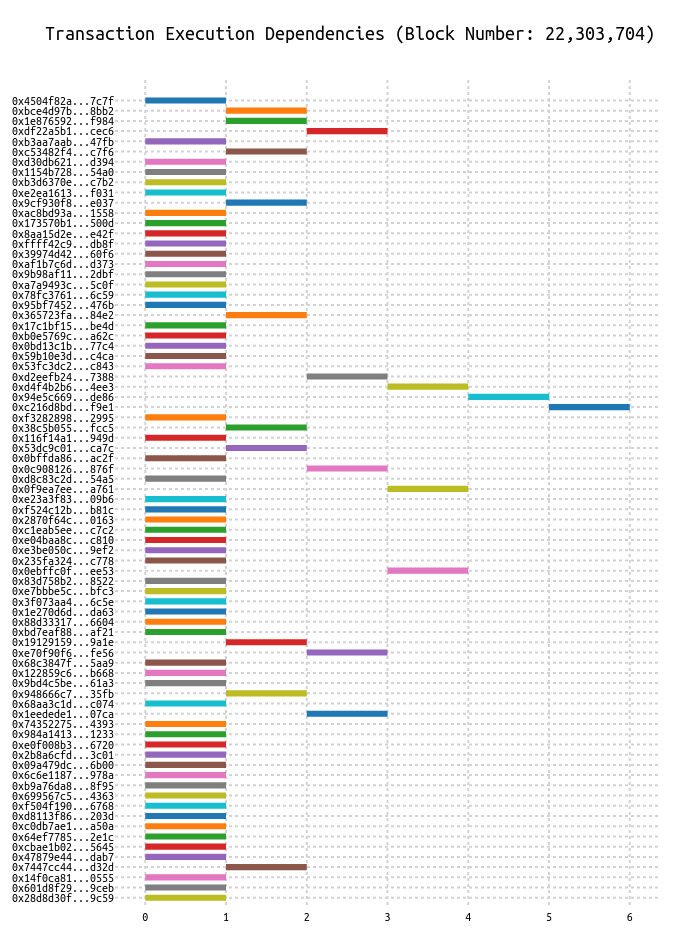 Transaction Execution Dependencies (Block Number: 22,303,704)
0x4504f82a...7c7f
0xbce4d97b...8bb2
0x1e876592...f984
0xdf22a5b1...cec6
0xb3aa7aab...47fb
0xc53482f4...c7f6
0xd30db621...d394
0x1154b728...54a0
0xb3d6370e...c7b2
0xe2ea1613...f031
0x9cf930f8...e037
0xac8bd93a...1558
0x173570b1...500d
0x8aa15d2e...e42f
0xffff42c9...db8f
0x39974d42...60f6
0xaf1b7c6d...d373
0x9b98af11...2dbf
0xa7a9493c...5c0f
0x78fc3761...6c59
0x95bf7452...476b
0x365723fa...84e2
0x17c1bf15...be4d
0xb0e5769c...a62c
0x0bd13c1b...77c4
0x59b10e3d...c4ca
0x53fc3dc2...c843
0xd2eefb24...7388
0xd4f4b2b6...4ee3
0x94e5c669...de86
0xc216d8bd...f9e1
0xf3282898...2995
0x38c5b055...fcc5
0x116f14a1...949d
0x53dc9c01...ca7c
0x0bffda86...ac2f
0x0c908126...876f
0xd8c83c2d...54a5
0x0f9ea7ee...a761
0xe23a3f83...09b6
0xf524c12b...b81c
0x2870f64c...0163
0xc1eab5ee...c7c2
0xe04baa8c...c810
0xe3be050c...9ef2
0x235fa324...c778
0x0ebffc0f...ee53
0x83d758b2...8522
0xe7bbbe5c...bfc3
0x3f073aa4...6c5e
0x1e270d6d...da63
0x88d33317...6604
0xbd7eaf88...af21
0x19129159...9a1e
0xe70f90f6...fe56
0x68c3847f...5aa9
0x122859c6...b668
0x9bd4c5be...61a3
0x948666c7...35fb
0x68aa3c1d...c074
0x1eedede1...07ca
0x74352275...4393
0x984a1413...1233
0xe0f008b3...6720
0x2b8a6cfd...3c01
0x09a479dc...6b00
0x6c6e1187...978a
0xb9a76da8...8f95
0x699567c5...4363
0xf504f190...6768
0xd8113f86...203d
0xc0db7ae1...a50a
0x64ef7785...2e1c
0xcbae1b02...5645
0x47879e44...dab7
0x7447cc44...d32d
0x14f0ca81...0555
0x601d8f29...9ceb
0x28d8d30f...9c59
0 1 2 3 4 5 6